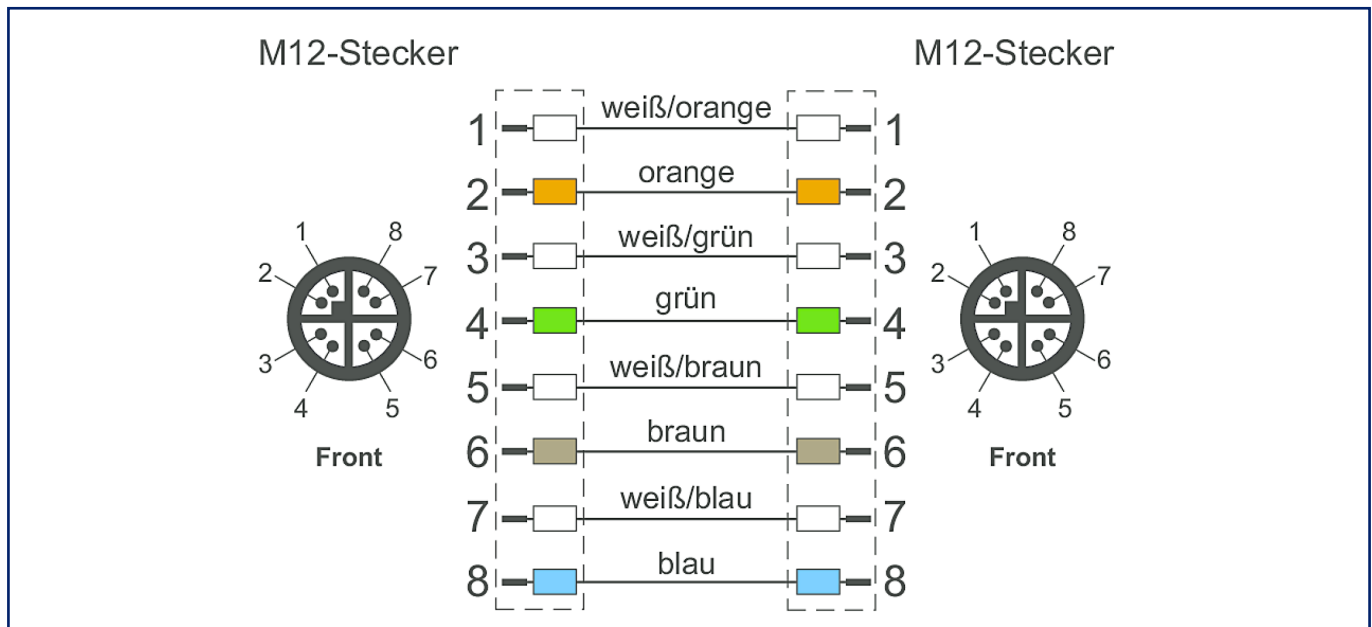 M12-Stecker M12-Stecker
1 weiß/orange 1
2 orange 2
3 weiß/grün 3
4 grün 4
5 weiß/braun 5
6 braun 6
7 weiß/blau 7
8 blau 8
1 8
2 7
3 6
4 5
Front
1 8
2 7
3 6
4 5
Front